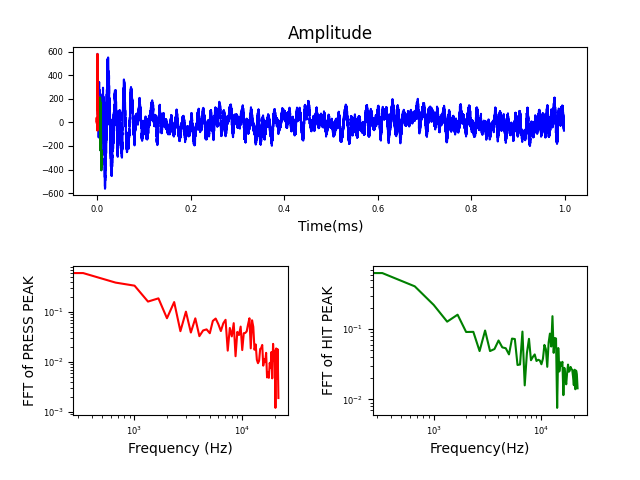 Amplitude
600
400
200
0
−200
−400
−600
0.0 0.2 0.4 0.6 0.8 1.0
Time(ms)
FFT of PRESS PEAK
10⁻¹
10⁻²
10⁻³
10³ 10⁴
Frequency (Hz)
FFT of HIT PEAK
10⁻¹
10⁻²
10³ 10⁴
Frequency(Hz)